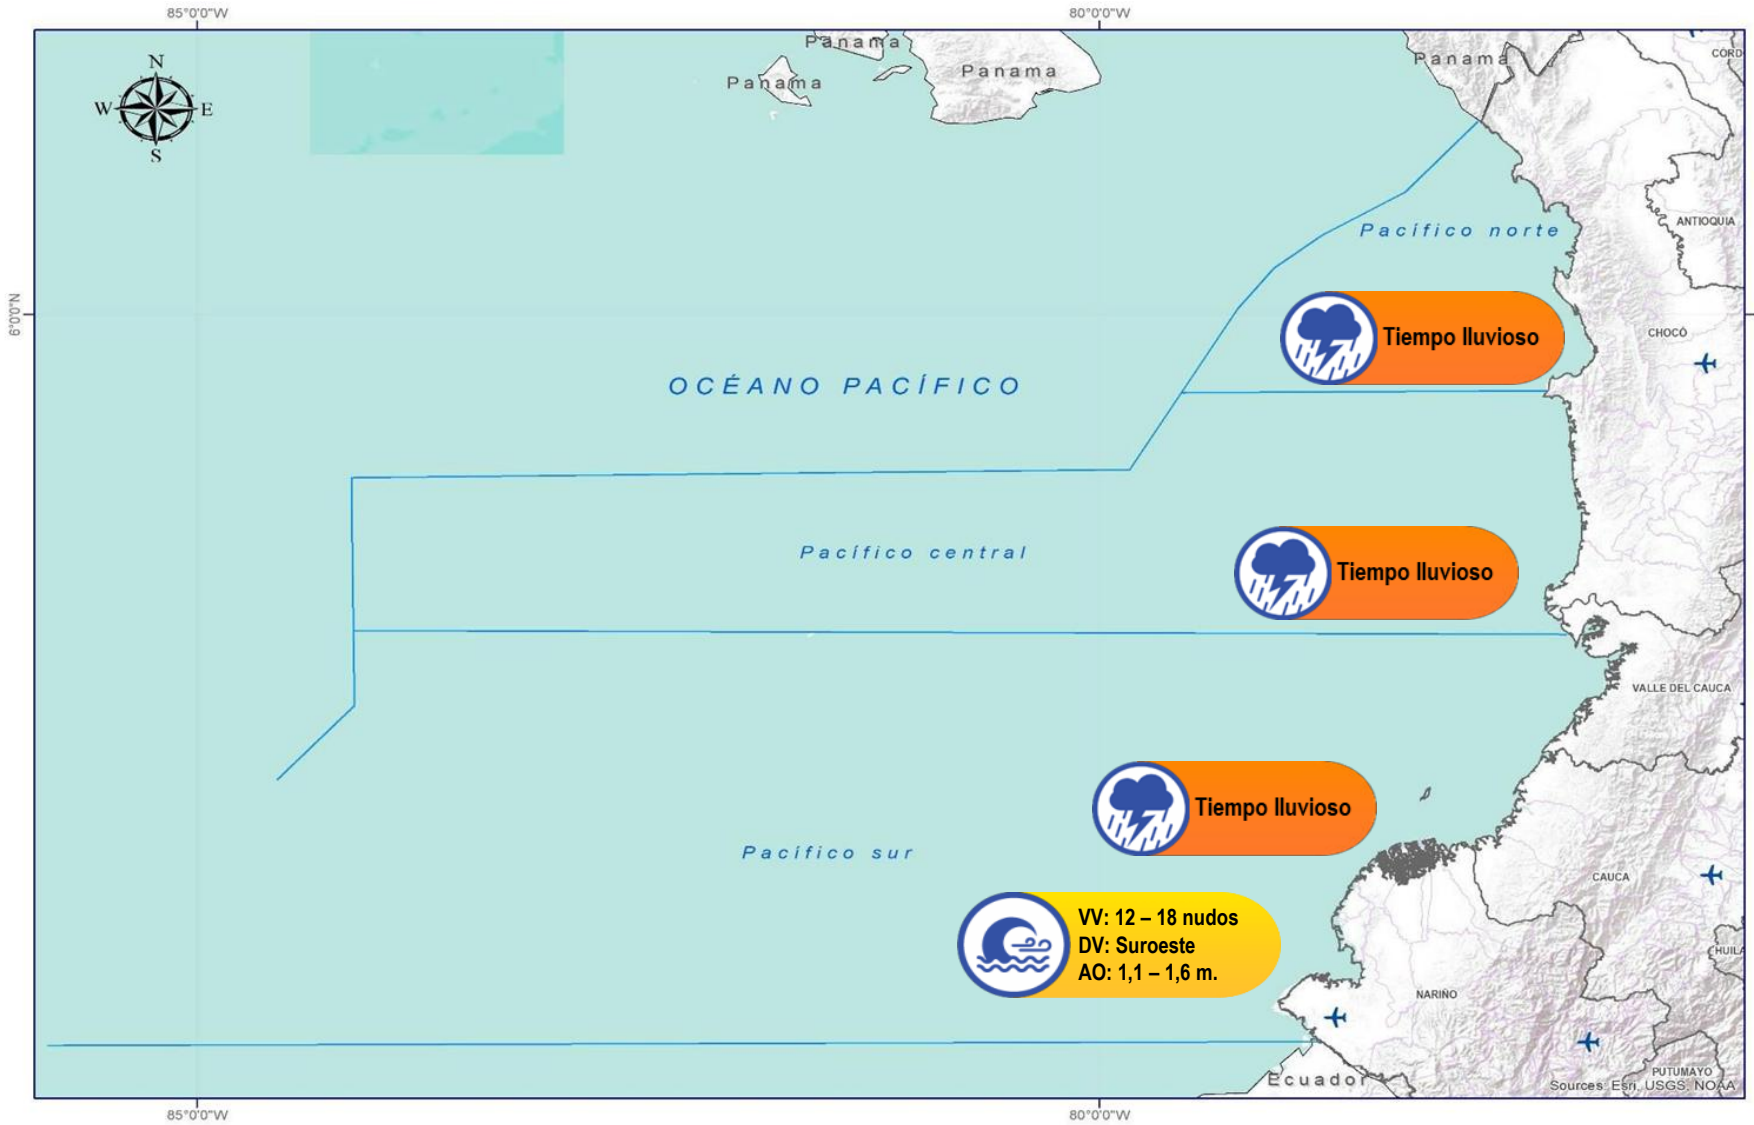 85°0'0"W
80°0'0"W
N
W
E
S
Panama
Panama
Panama
Panama
CÓRD
ANTIOQUIA
Pacífico norte
6°0'0"N
Tiempo lluvioso
CHOCÓ
OCÉANO PACÍFICO
Pacífico central
Tiempo lluvioso
VALLE DEL CAUCA
Tiempo lluvioso
Pacífico sur
CAUCA
VV: 12 – 18 nudos
DV: Suroeste
AO: 1,1 – 1,6 m.
HUILA
NARIÑO
PUTUMAYO
Ecuador
Sources: Esri, USGS, NOAA
85°0'0"W
80°0'0"W